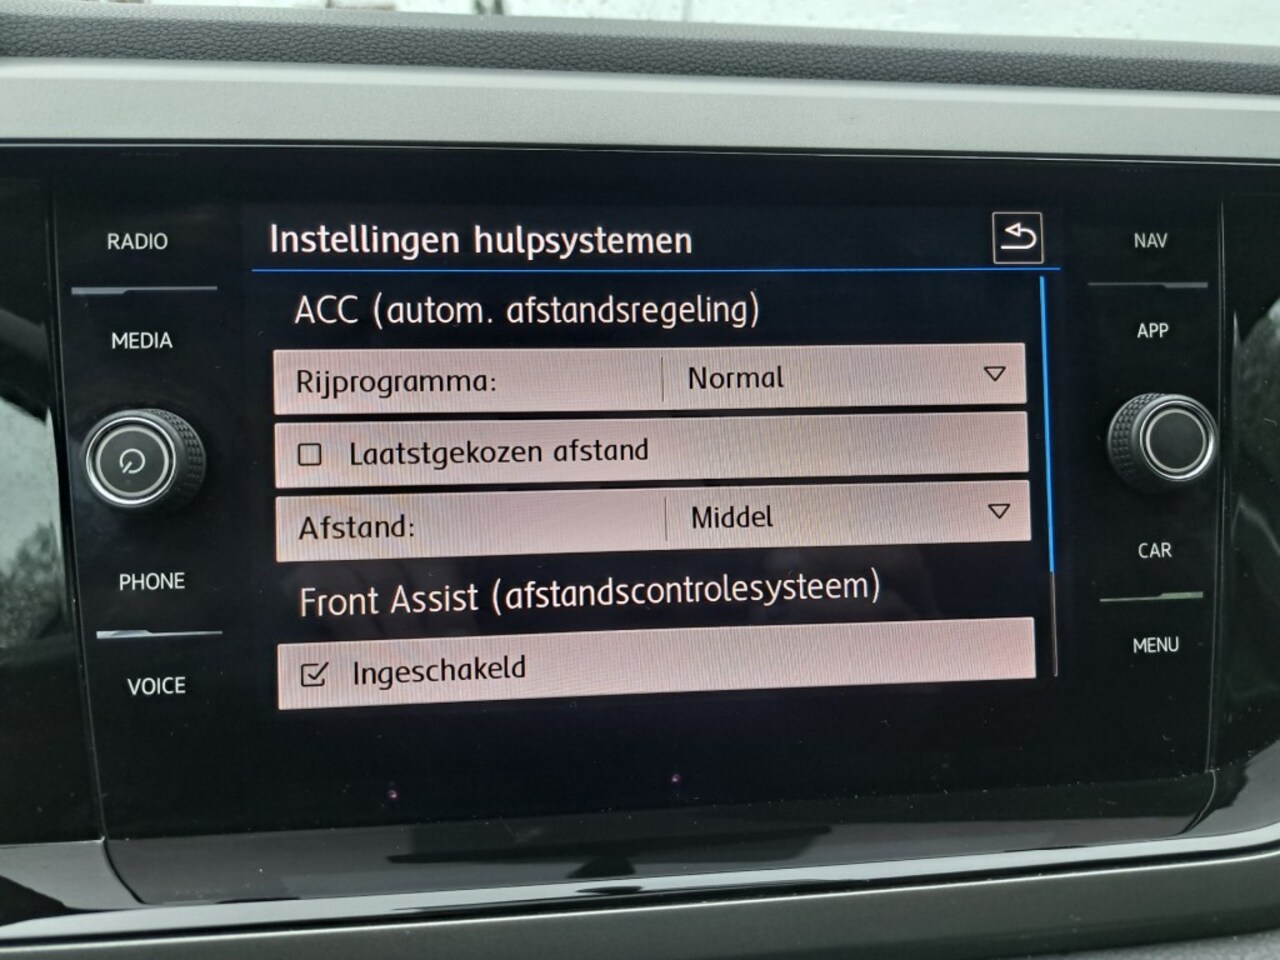 RADIO
MEDIA
PHONE
VOICE
Instellingen hulpsystemen
ACC (autom. afstandsregeling)
Rijprogramma: Normal
Laatstgekozen afstand
Afstand: Middel
Front Assist (afstandscontrolesysteem)
Ingeschakeld
NAV
APP
CAR
MENU